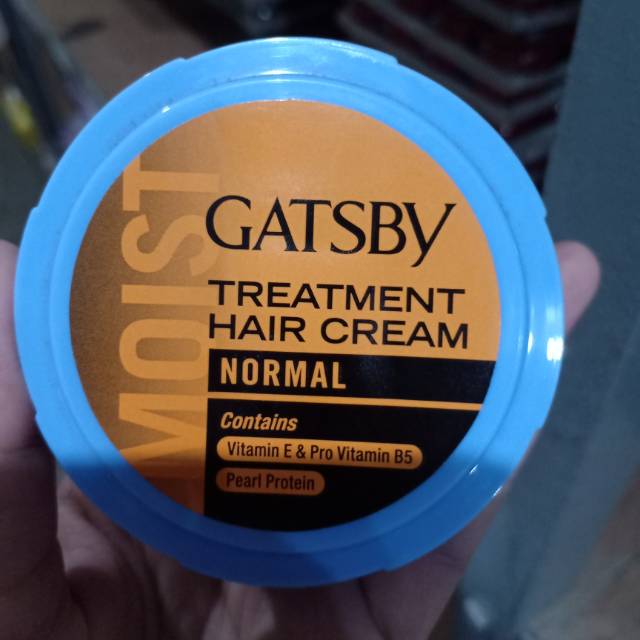 MOIST
GATSBY
TREATMENT
HAIR CREAM
NORMAL
Contains
Vitamin E & Pro Vitamin B5
Pearl Protein